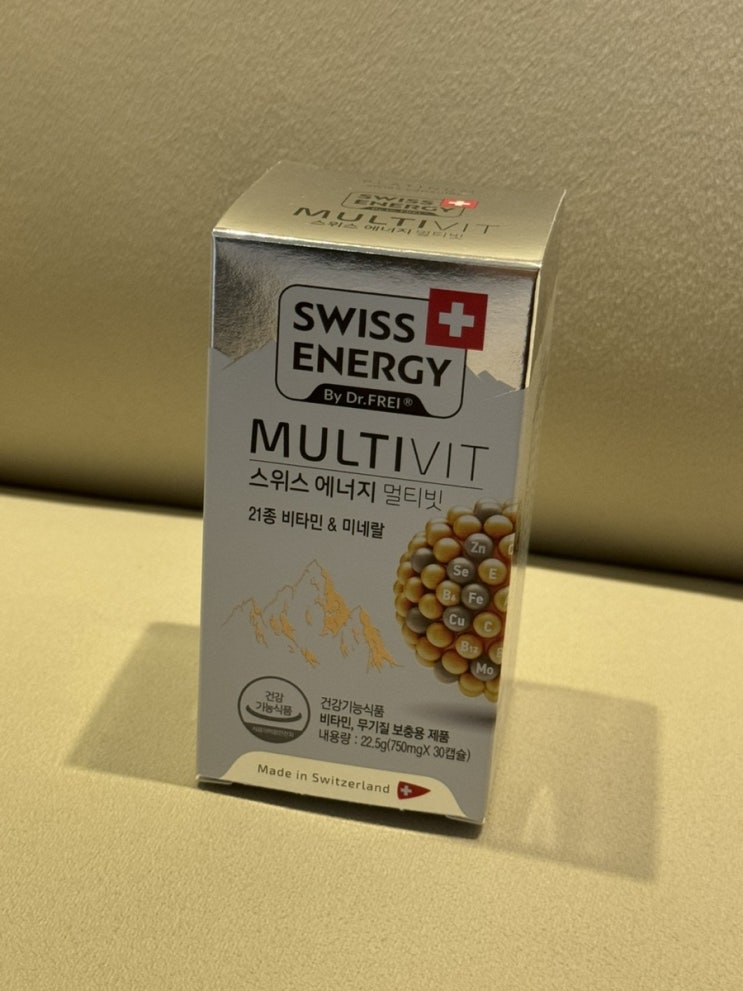 SWISS
ENERGY
MULTIVIT
스위스 에너지 멀티빗
SWISS
ENERGY
By Dr.FREI®
MULTIVIT
스위스 에너지 멀티빗
21종 비타민 & 미네랄
Zn
Se
E
B6
Fe
Cu
C
B12
Mo
건강
기능식품
건강기능식품
비타민, 무기질 보충용 제품
내용량 : 22.5g(750mgX 30캡슐)
Made in Switzerland